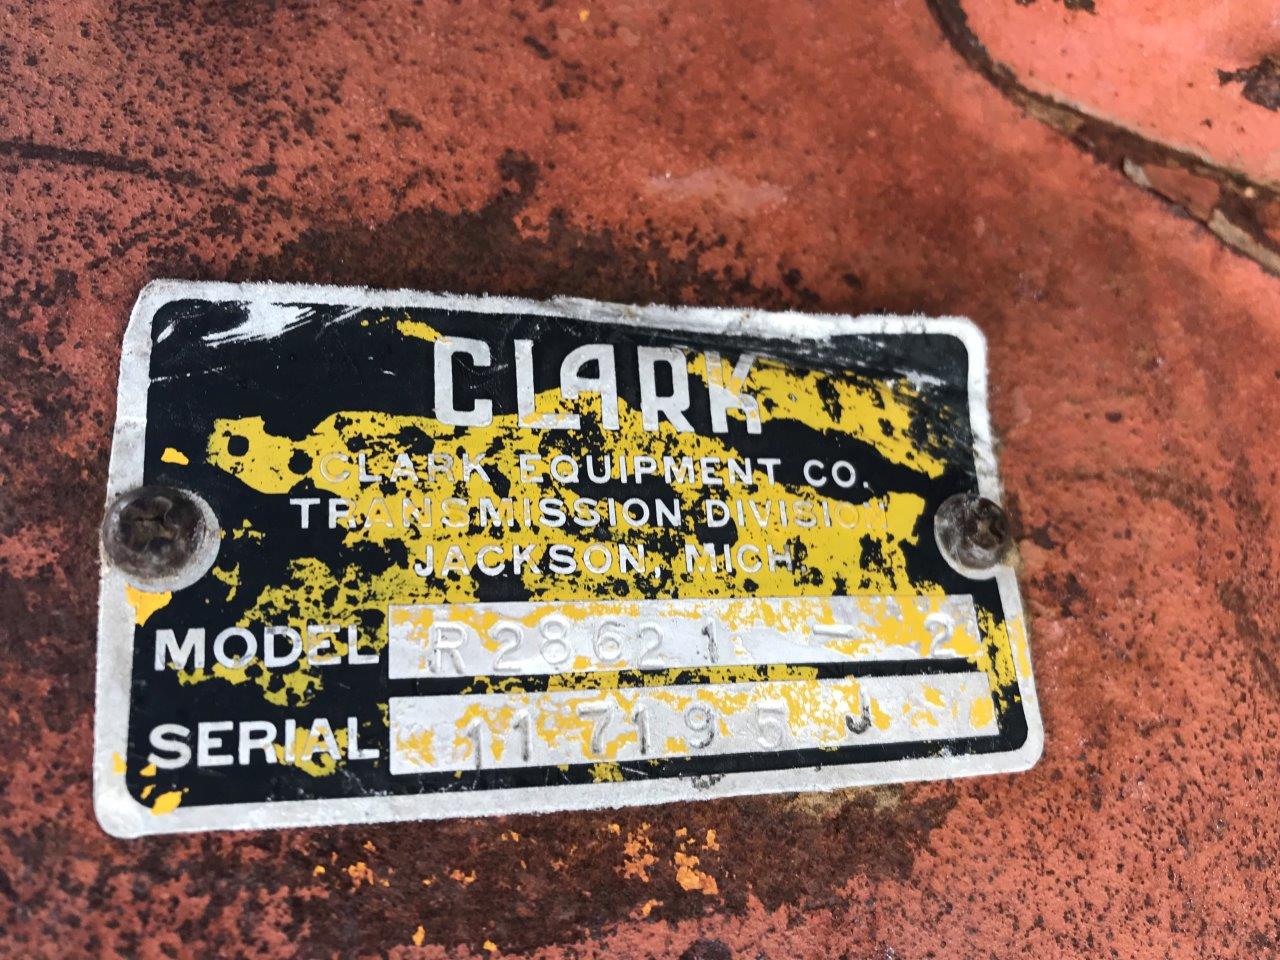 CLARK
CLARK EQUIPMENT CO.
TRANSMISSION DIVISION
JACKSON, MICH.
MODEL R28621-2
SERIAL 117195 J